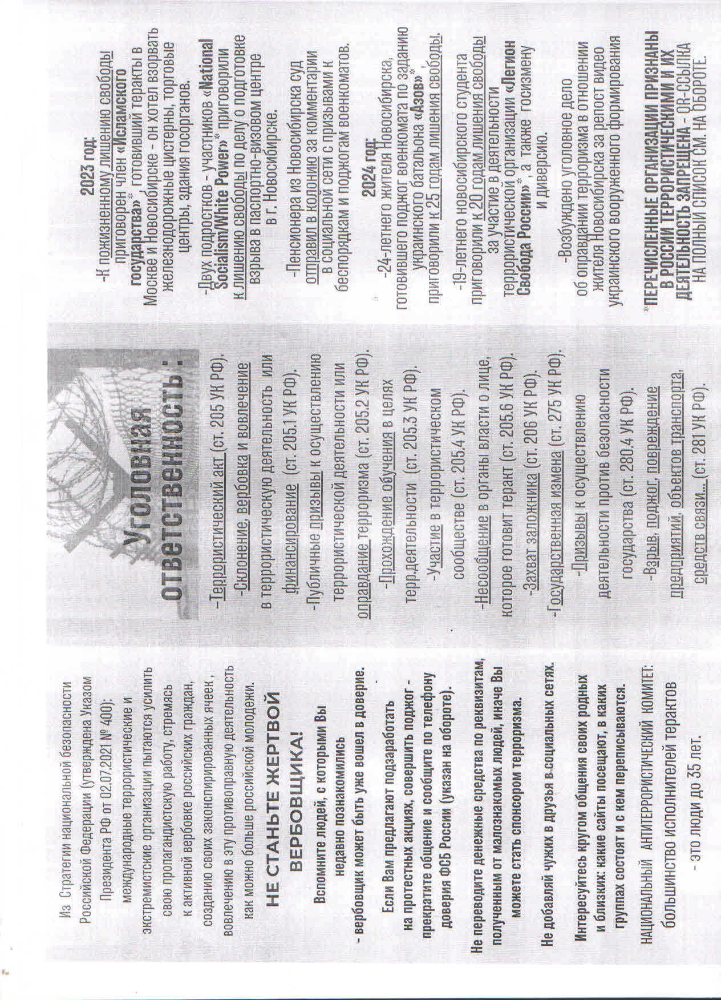 Из Стратегии национальной безопасности
Российской Федерации (утверждена Указом
Президента РФ от 02.07.2021 № 400):
международные террористические и
экстремистские организации пытаются усилить
свою пропагандистскую работу, стремясь
к активной вербовке российских граждан,
созданию своих законспирированных ячеек ,
вовлечению в эту противоправную деятельность
как можно больше российской молодежи.
НЕ СТАНЬТЕ ЖЕРТВОЙ
ВЕРБОВЩИКА!
Вспомните людей, с которыми Вы
недавно познакомились
- вербовщик может быть уже вошел в доверие.
Если Вам предлагают подзаработать
на протестных акциях, совершить поджог -
прекратите общение и сообщите по телефону
доверия ФСБ России (указан на обороте).
Не переводите денежные средства по реквизитам,
полученным от малознакомых людей, иначе Вы
можете стать спонсором терроризма.
Не добавляй чужих в друзья в социальных сетях.
Интересуйтесь кругом общения своих родных
и близких: какие сайты посещают, в каких
группах состоят и с кем переписываются.
НАЦИОНАЛЬНЫЙ АНТИТЕРРОРИСТИЧЕСКИЙ КОМИТЕТ:
БОЛЬШИНСТВО ИСПОЛНИТЕЛЕЙ ТЕРАКТОВ
- ЭТО ЛЮДИ ДО 35 ЛЕТ.
Уголовная
ответственность :
-Террористический акт (ст. 205 УК РФ).
-Склонение, вербовка и вовлечение
в террористическую деятельность или
финансирование (ст. 205.1 УК РФ).
-Публичные призывы к осуществлению
террористической деятельности или
оправдание терроризма (ст. 205.2 УК РФ).
-Прохождение обучения в целях
терр.деятельности (ст. 205.3 УК РФ).
-Участие в террористическом
сообществе (ст. 205.4 УК РФ).
-Несообщение в органы власти о лице,
которое готовит теракт (ст. 205.6 УК РФ).
-Захват заложника (ст. 206 УК РФ).
-Государственная измена (ст. 275 УК РФ).
-Призывы к осуществлению
деятельности против безопасности
государства (ст. 280.4 УК РФ).
-Взрыв, поджог, повреждение
предприятий, объектов транспорта,
средств связи... (ст. 281 УК РФ).
2023 год:
-К пожизненному лишению свободы
приговорен член «Исламского
государства»*, готовивший теракты в
Москве и Новосибирске - он хотел взорвать
железнодорожные цистерны, торговые
центры, здания госорганов.
-Двух подростков - участников «National
Socialism/White Power»* приговорили
к лишению свободы по делу о подготовке
взрыва в паспортно-визовом центре
в г. Новосибирске.
-Пенсионера из Новосибирска суд
отправил в колонию за комментарии
в социальной сети с призывами к
беспорядкам и поджогам военкоматов.
2024 год:
-24-летнего жителя Новосибирска,
готовившего поджог военкомата по заданию
украинского батальона «Азов»*,
приговорили к 25 годам лишения свободы.
-19-летнего новосибирского студента
приговорили к 20 годам лишения свободы
за участие в деятельности
террористической организации «Легион
Свобода России»*, а также госизмену
и диверсию.
-Возбуждено уголовное дело
об оправдании терроризма в отношении
жителя Новосибирска за репост видео
украинского вооруженного формирования
*ПЕРЕЧИСЛЕННЫЕ ОРГАНИЗАЦИИ ПРИЗНАНЫ
В РОССИИ ТЕРРОРИСТИЧЕСКИМИ И ИХ
ДЕЯТЕЛЬНОСТЬ ЗАПРЕЩЕНА - QR-ССЫЛКА
НА ПОЛНЫЙ СПИСОК СМ. НА ОБОРОТЕ.